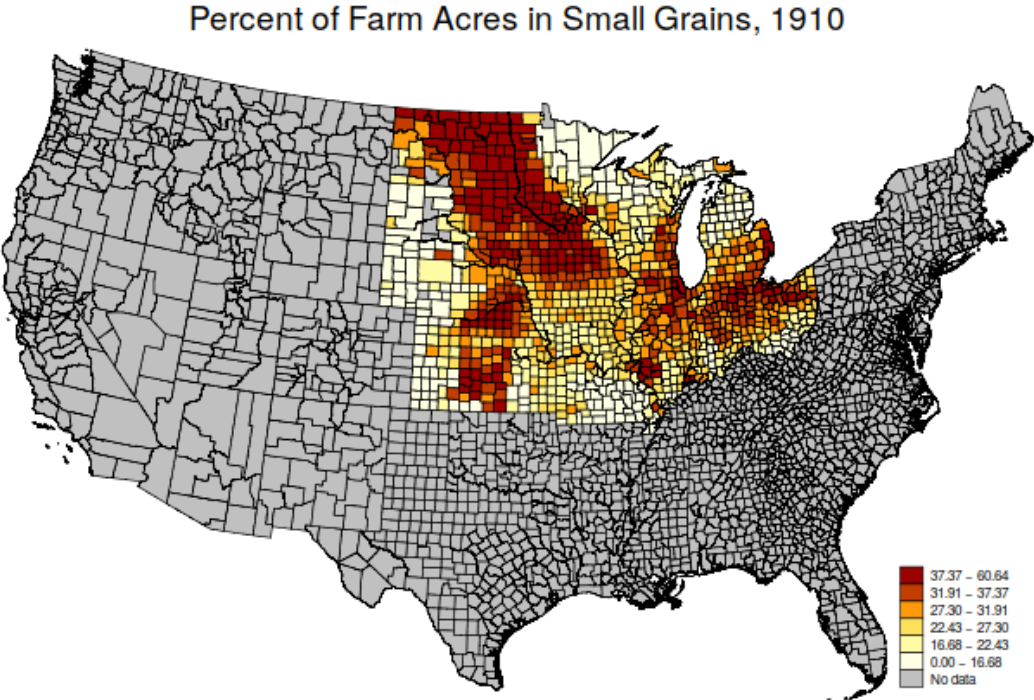 Percent of Farm Acres in Small Grains, 1910
37.37 – 60.64
31.91 – 37.37
27.30 – 31.91
22.43 – 27.30
16.68 – 22.43
0.00 – 16.68
No data